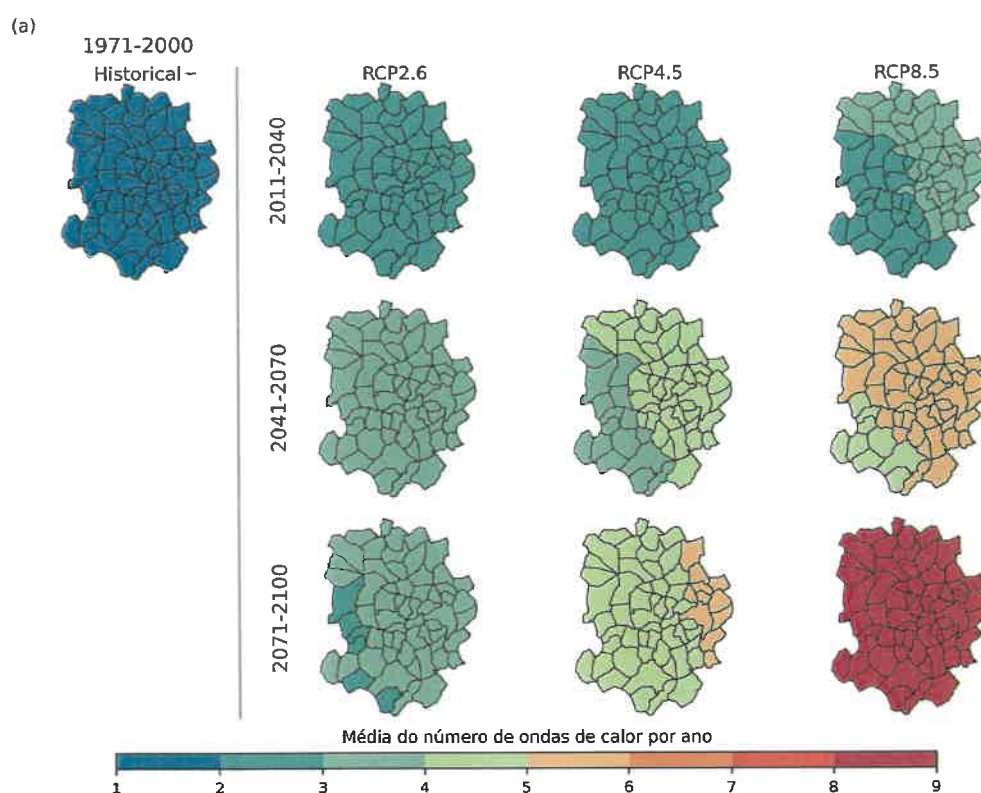 (a)
1971-2000
Historical
RCP2.6
RCP4.5
RCP8.5
2011-2040
2041-2070
2071-2100
Média do número de ondas de calor por ano
1 2 3 4 5 6 7 8 9